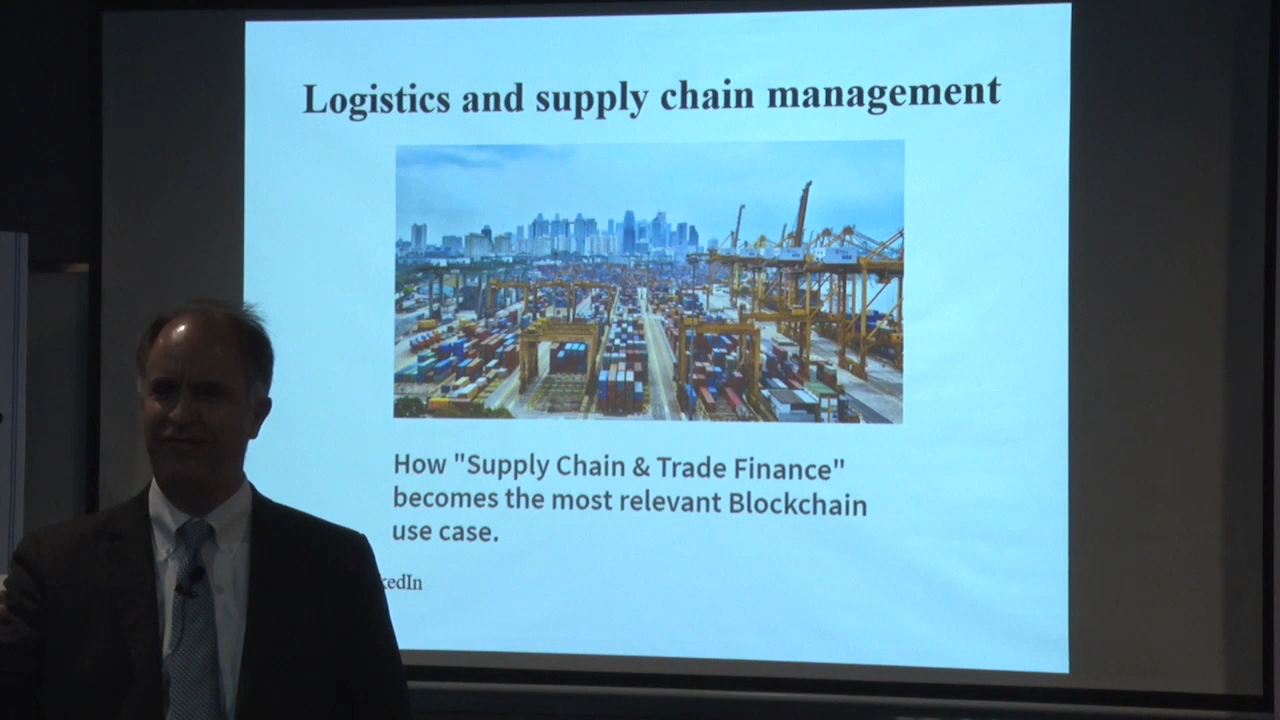 Logistics and supply chain management
How "Supply Chain & Trade Finance"
becomes the most relevant Blockchain
use case.
kedIn